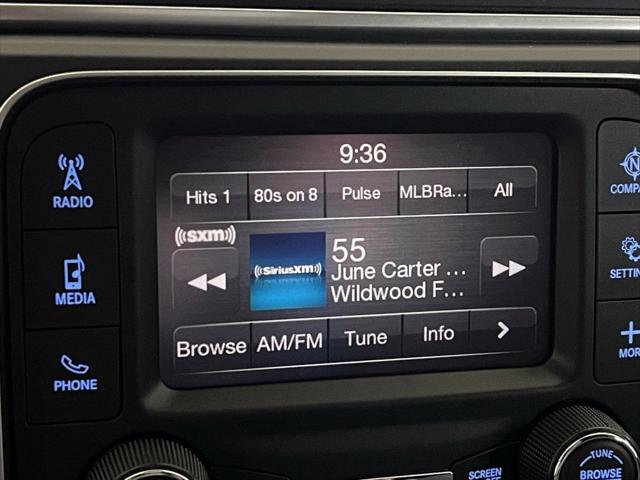 9:36
Hits 1 80s on 8 Pulse MLBRa... All
((sxm))
55
((SiriusXM))
June Carter ...
Wildwood F...
Browse AM/FM Tune Info >
RADIO
MEDIA
PHONE
N
COMPA
SETTIN
MOR
SCREEN
TUNE
BROWSE